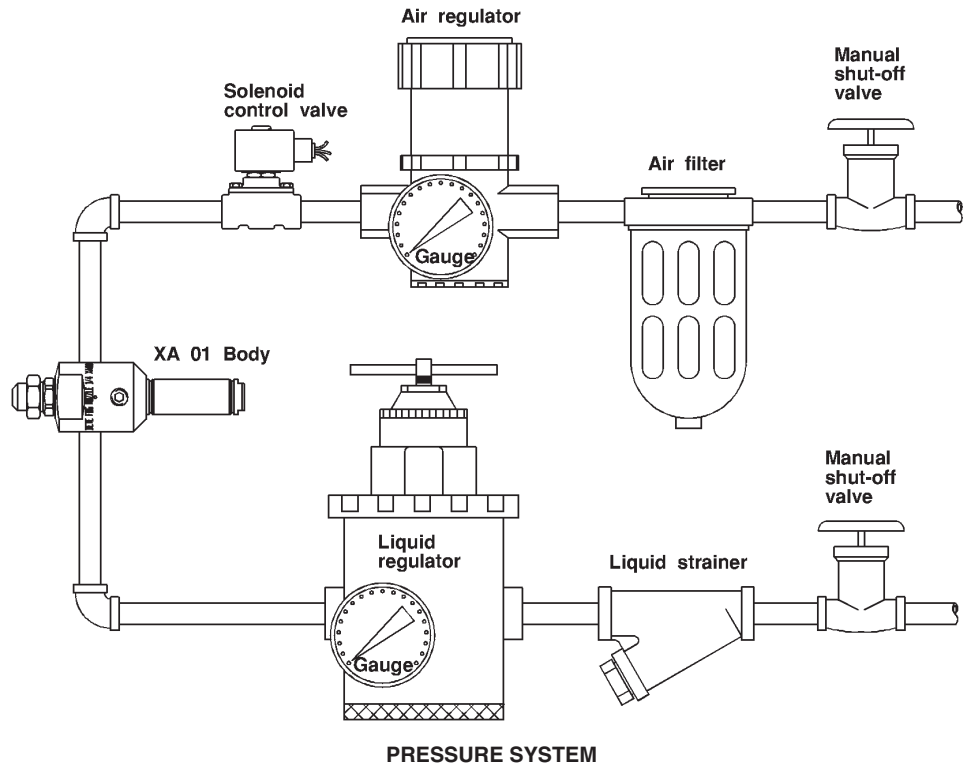 Air regulator
Manual
shut-off
valve
Solenoid
control valve
Air filter
Gauge
XA 01 Body
Manual
shut-off
valve
Liquid
regulator
Liquid strainer
Gauge
PRESSURE SYSTEM